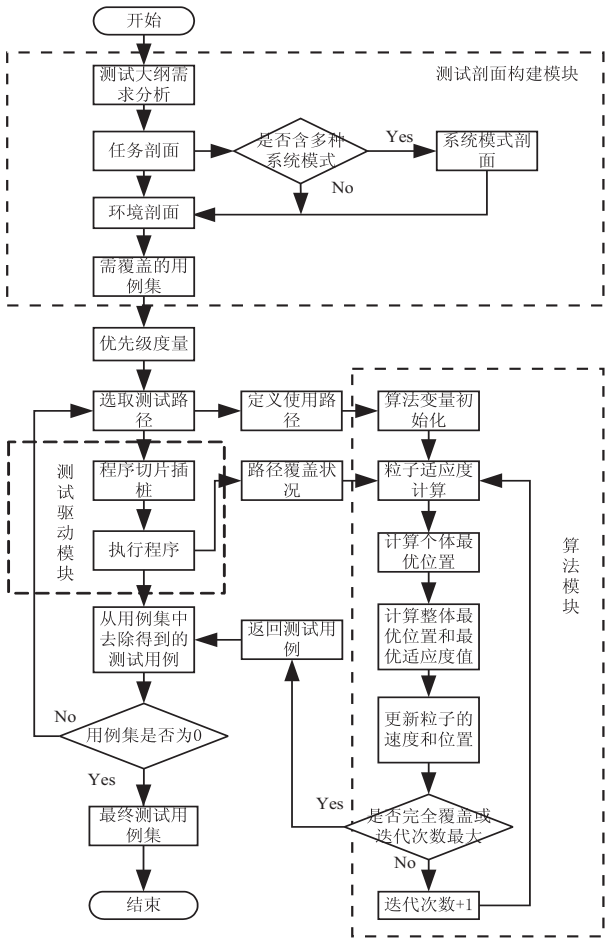 开始
测试剖面构建模块
测试大纲需
求分析
任务剖面
是否含多种
系统模式
Yes
系统模式剖
面
No
环境剖面
需覆盖的用
例集
优先级度量
选取测试路
径
定义使用路
径
算法变量初
始化
测试驱动模块
程序切片插
桩
路径覆盖状
况
粒子适应度
计算
执行程序
计算个体最
优位置
算法模块
从用例集中
去除得到的
测试用例
返回测试用
例
计算整体最
优位置和最
优适应度值
No
用例集是否为0
更新粒子的
速度和位置
Yes
最终测试用
例集
Yes
是否完全覆盖或
迭代次数最大
No
结束
迭代次数+1